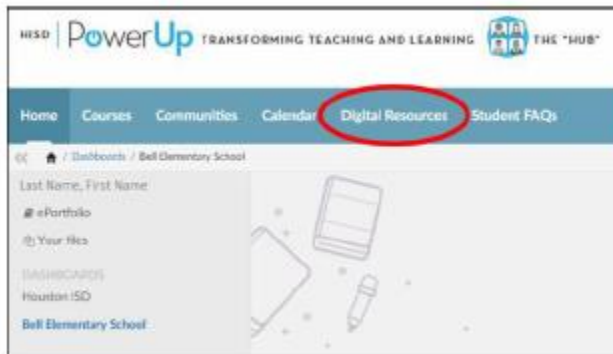 HISD | PowerUp TRANSFORMING TEACHING AND LEARNING THE "HUB"
Home Courses Communities Calendar Digital Resources Student FAQs
/ Dashboards / Bell Elementary School
Last Name, First Name
ePortfolio
Your files
DASHBOARDS
Houston ISD
Bell Elementary School